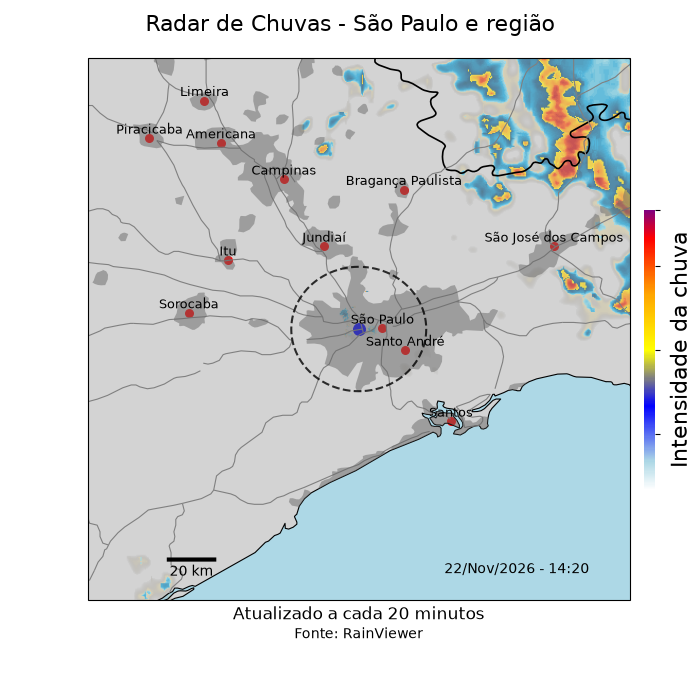 Radar de Chuvas - São Paulo e região
Limeira
Piracicaba
Americana
Campinas
Bragança Paulista
Jundiaí
São José dos Campos
Itu
Sorocaba
São Paulo
Santo André
Santos
Intensidade da chuva
20 km
22/Nov/2026 - 14:20
Atualizado a cada 20 minutos
Fonte: RainViewer